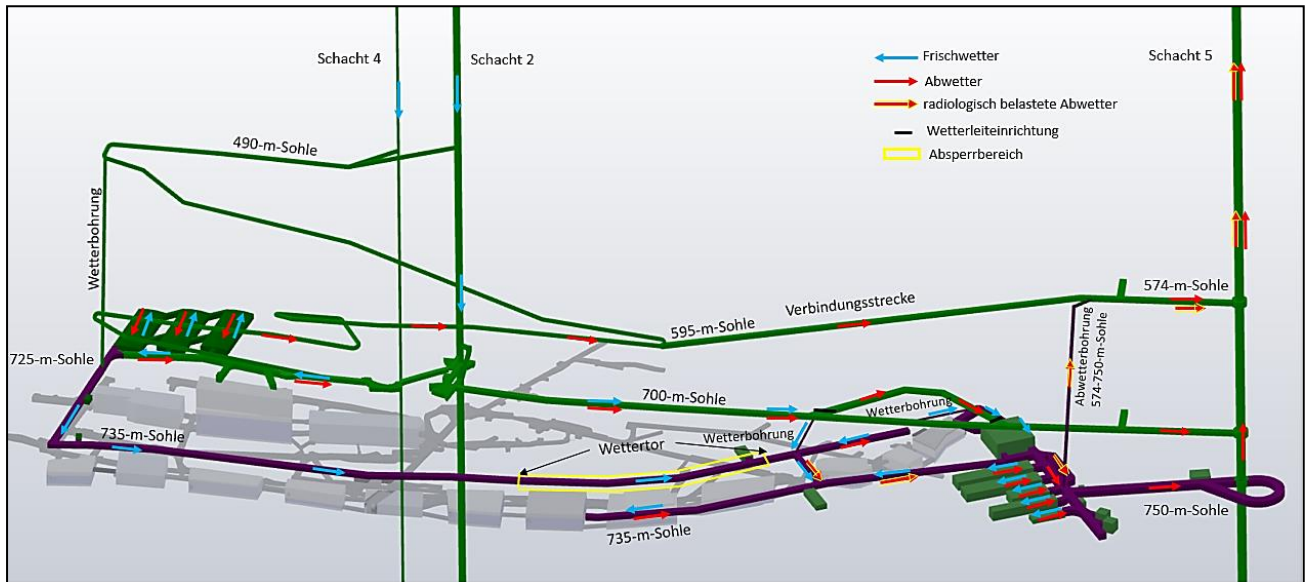 Schacht 4
Schacht 2
Schacht 5
Frischwetter
Abwetter
radiologisch belastete Abwetter
Wetterleiteinrichtung
Absperrbereich
490-m-Sohle
Wetterbohrung
574-m-Sohle
Verbindungsstrecke
595-m-Sohle
725-m-Sohle
Abwetterbohrung
574-750-m-Sohle
700-m-Sohle
Wetterbohrung
735-m-Sohle
Wettertor
Wetterbohrung
750-m-Sohle
735-m-Sohle